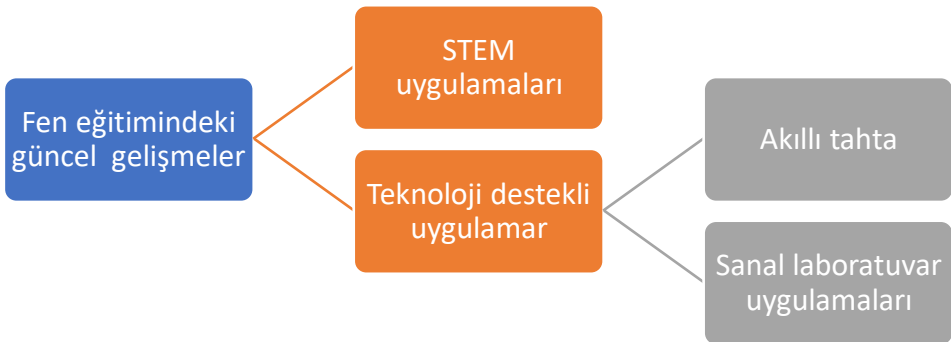 Fen eğitimindeki
güncel gelişmeler
STEM
uygulamaları
Teknoloji destekli
uygulamar
Akıllı tahta
Sanal laboratuvar
uygulamaları